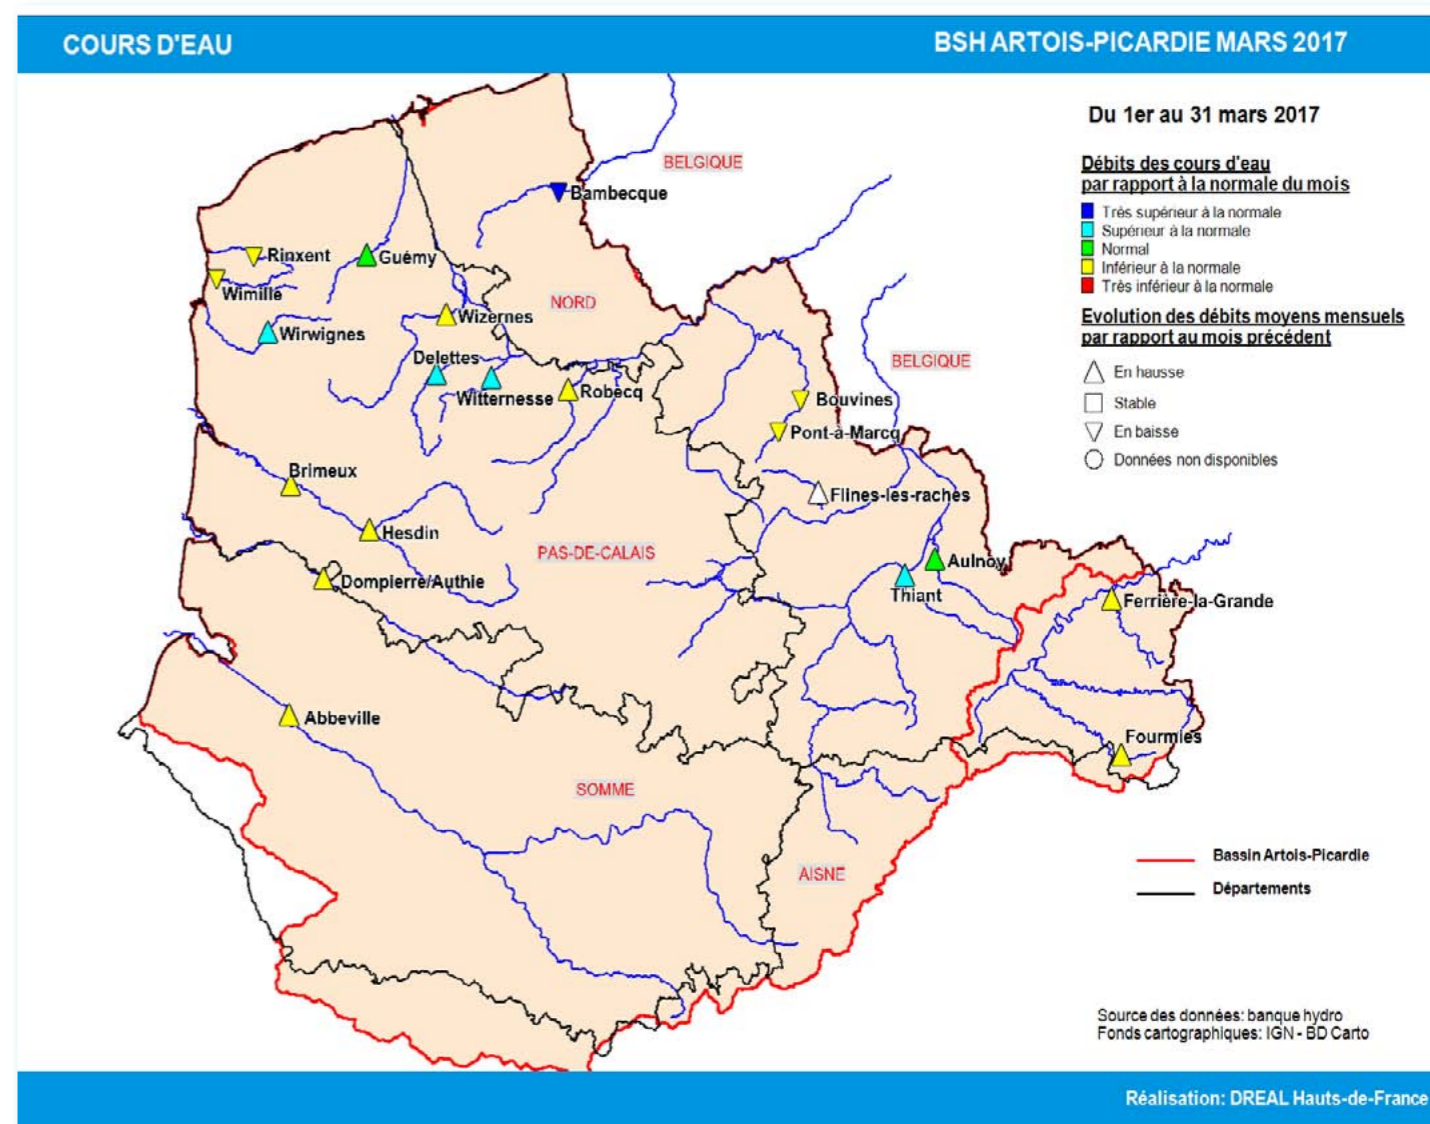 COURS D'EAU
BSH ARTOIS-PICARDIE MARS 2017
Du 1er au 31 mars 2017
Débits des cours d'eau
par rapport à la normale du mois
Très supérieur à la normale
Supérieur à la normale
Normal
Inférieur à la normale
Très inférieur à la normale
Evolution des débits moyens mensuels
par rapport au mois précédent
En hausse
Stable
En baisse
Données non disponibles
BELGIQUE
Bambecque
Rinxent
Guémy
Wimille
NORD
Wizernes
Wirwignes
Delettes
BELGIQUE
Witternesse
Robecq
Bouvines
Pont-à-Marcq
Brimeux
Flines-les-raches
Hesdin
PAS-DE-CALAIS
Aulnoy
Dompierre/Authie
Thiant
Ferrière-la-Grande
Abbeville
Fourmies
SOMME
AISNE
Bassin Artois-Picardie
Départements
Source des données: banque hydro
Fonds cartographiques: IGN - BD Carto
Réalisation: DREAL Hauts-de-France